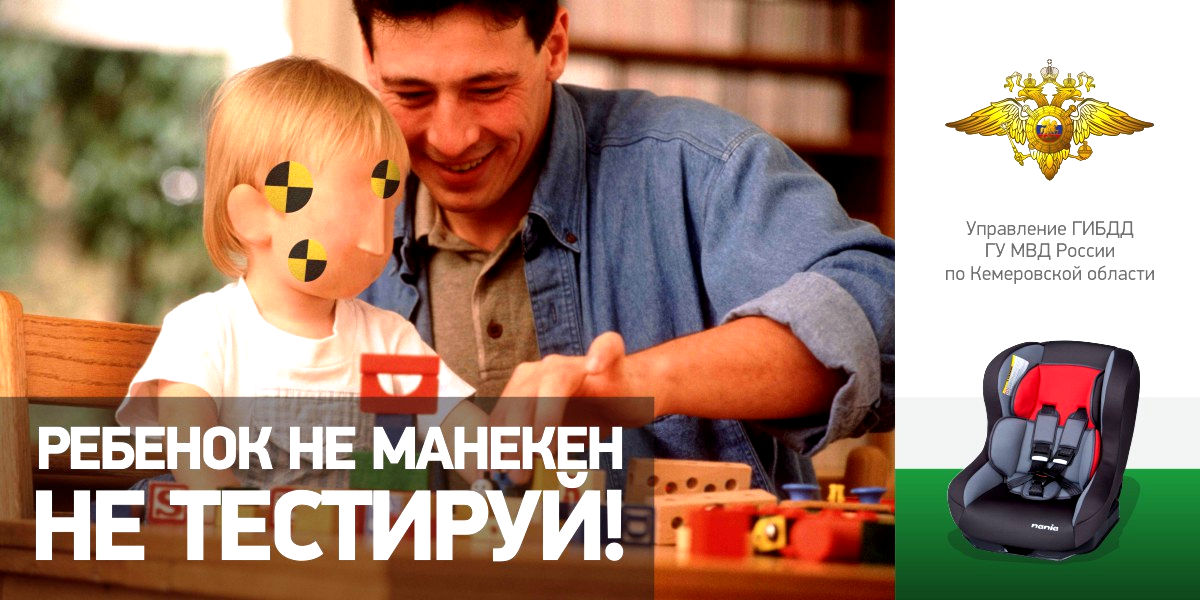 РЕБЕНОК НЕ МАНЕКЕН
НЕ ТЕСТИРУЙ!
Управление ГИБДД
ГУ МВД России
по Кемеровской области
nania
S